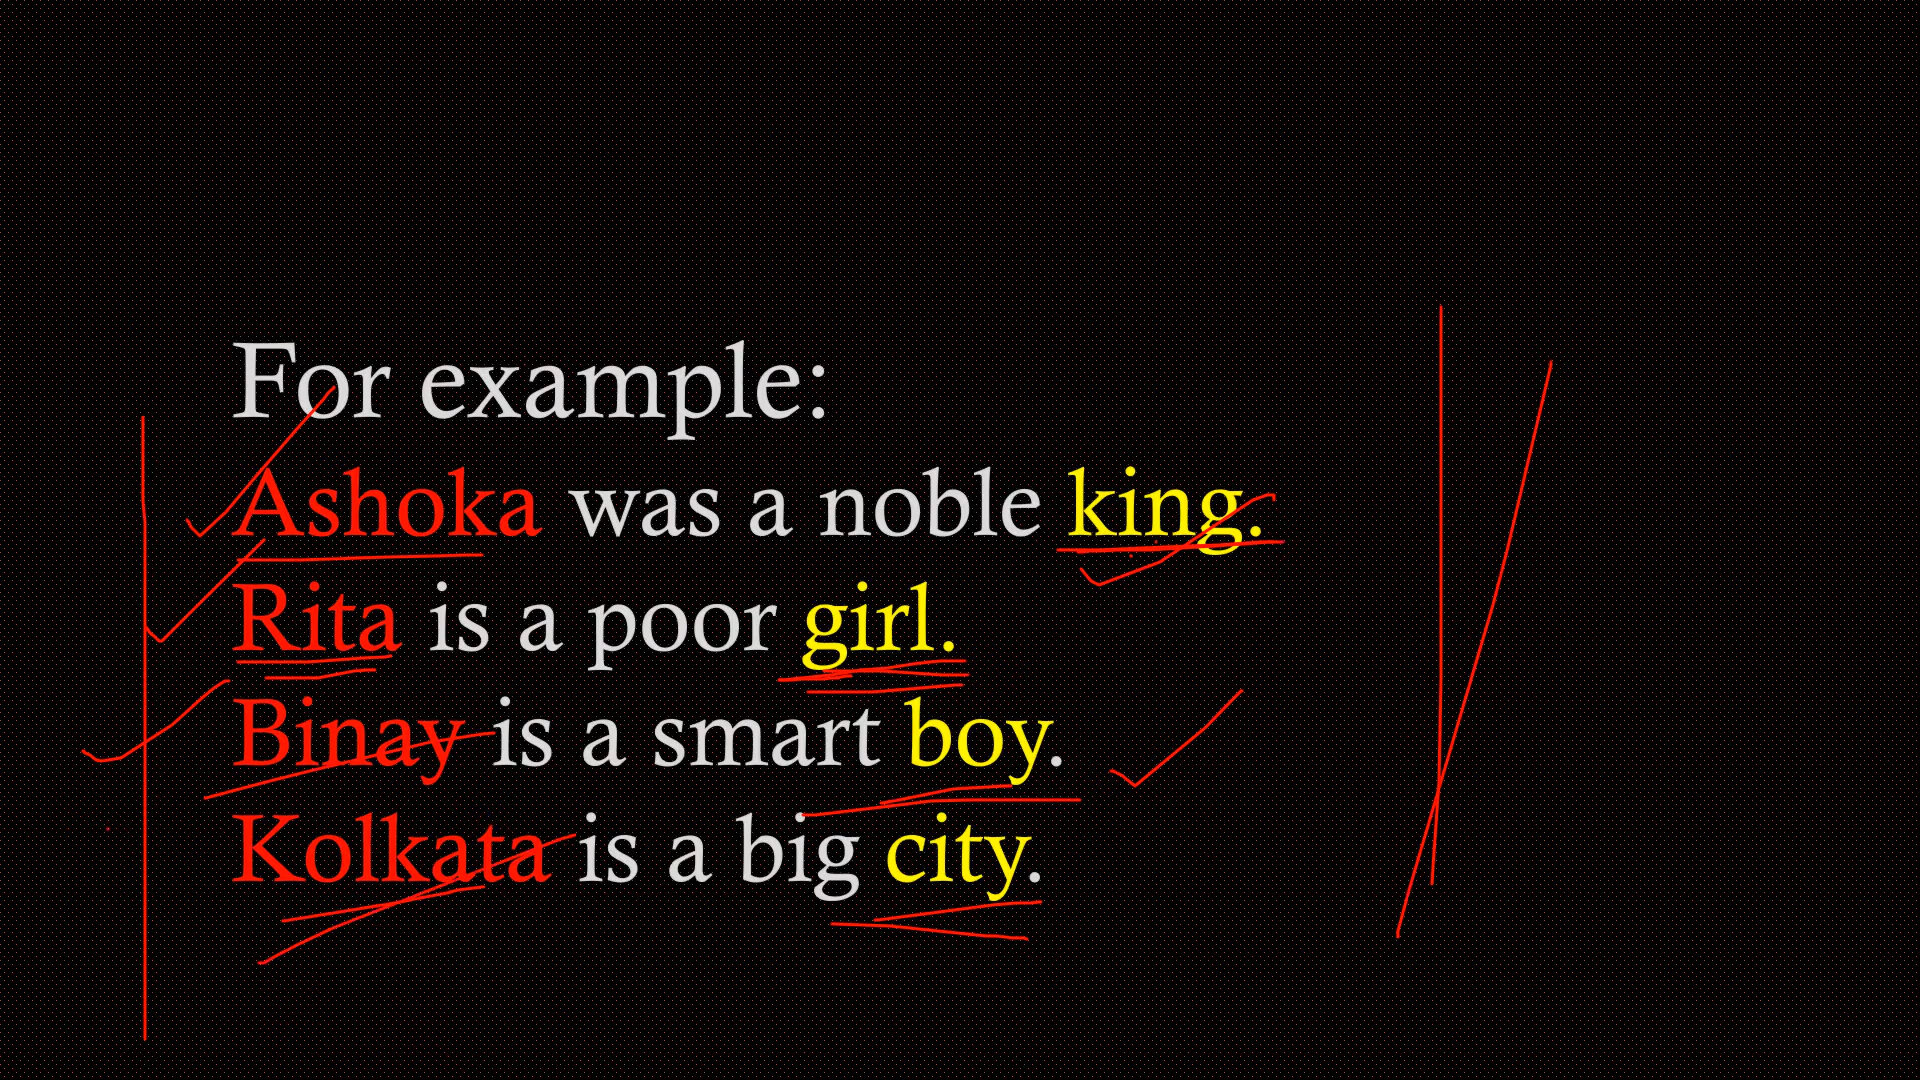 For example:
Ashoka was a noble king.
Rita is a poor girl.
Binay is a smart boy.
Kolkata is a big city.